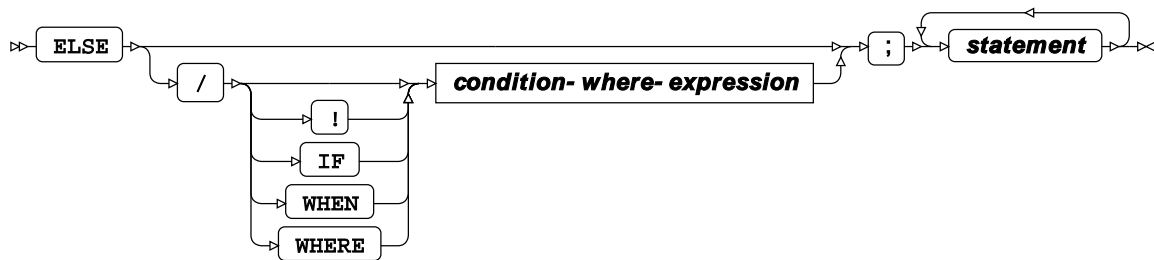 ELSE ; statement
/ condition- where- expression
!
IF
WHEN
WHERE